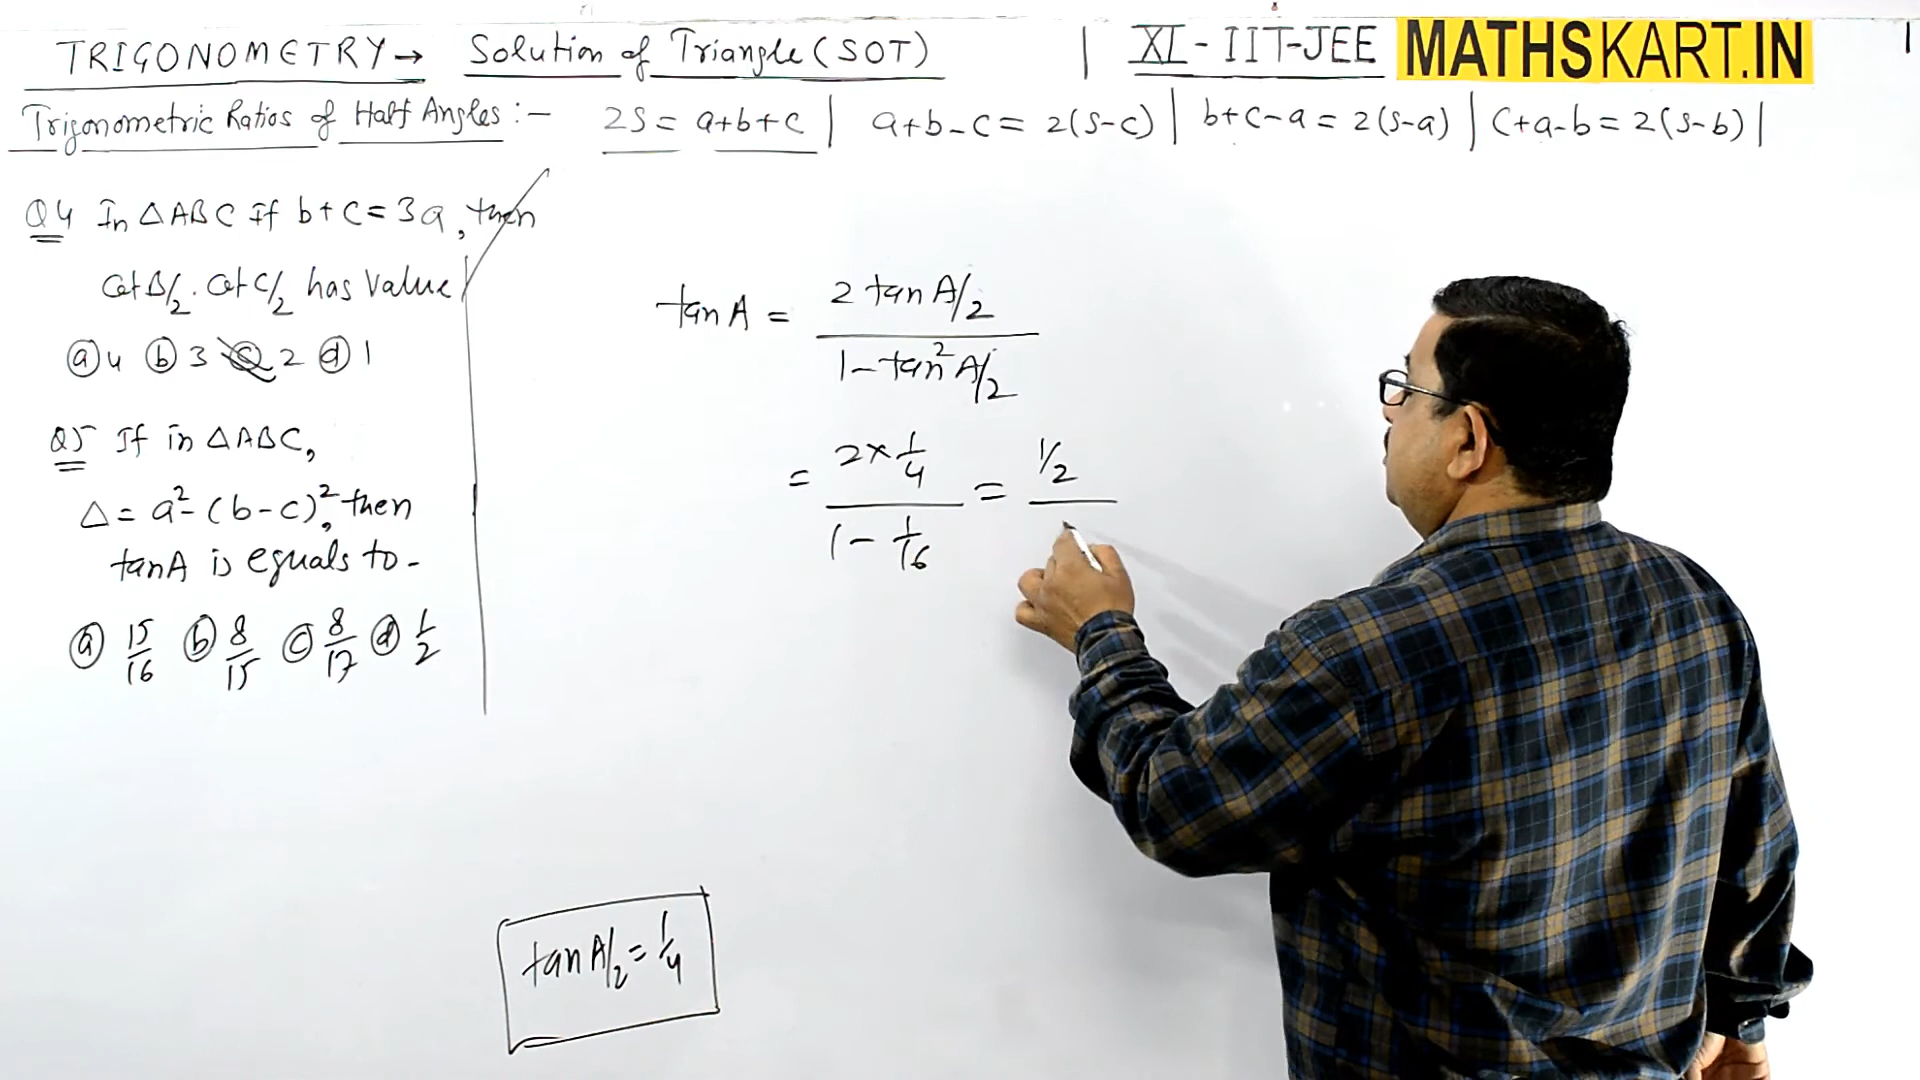 TRIGONOMETRY → Solution of Triangle (SOT) | XI - IIT-JEE MATHSKART.IN
Trigonometric Ratios of Half Angles :- 2S = a+b+c | a+b-c = 2(s-c) | b+c-a = 2(s-a) | c+a-b = 2(s-b) |
Q4 In △ABC If b+c = 3a, then
Cot B/2 . Cot C/2 has value
(a) 4 (b) 3 (c) 2 (d) 1
Q5 If in △ABC,
△ = a² - (b-c)², then
tanA is equals to -
(a) 15/16 (b) 8/15 (c) 8/17 (d) 1/2
tan A = 2 tan A/2 / 1 - tan² A/2
= 2 × 1/4 / 1 - 1/16 = 1/2
tan A/2 = 1/4